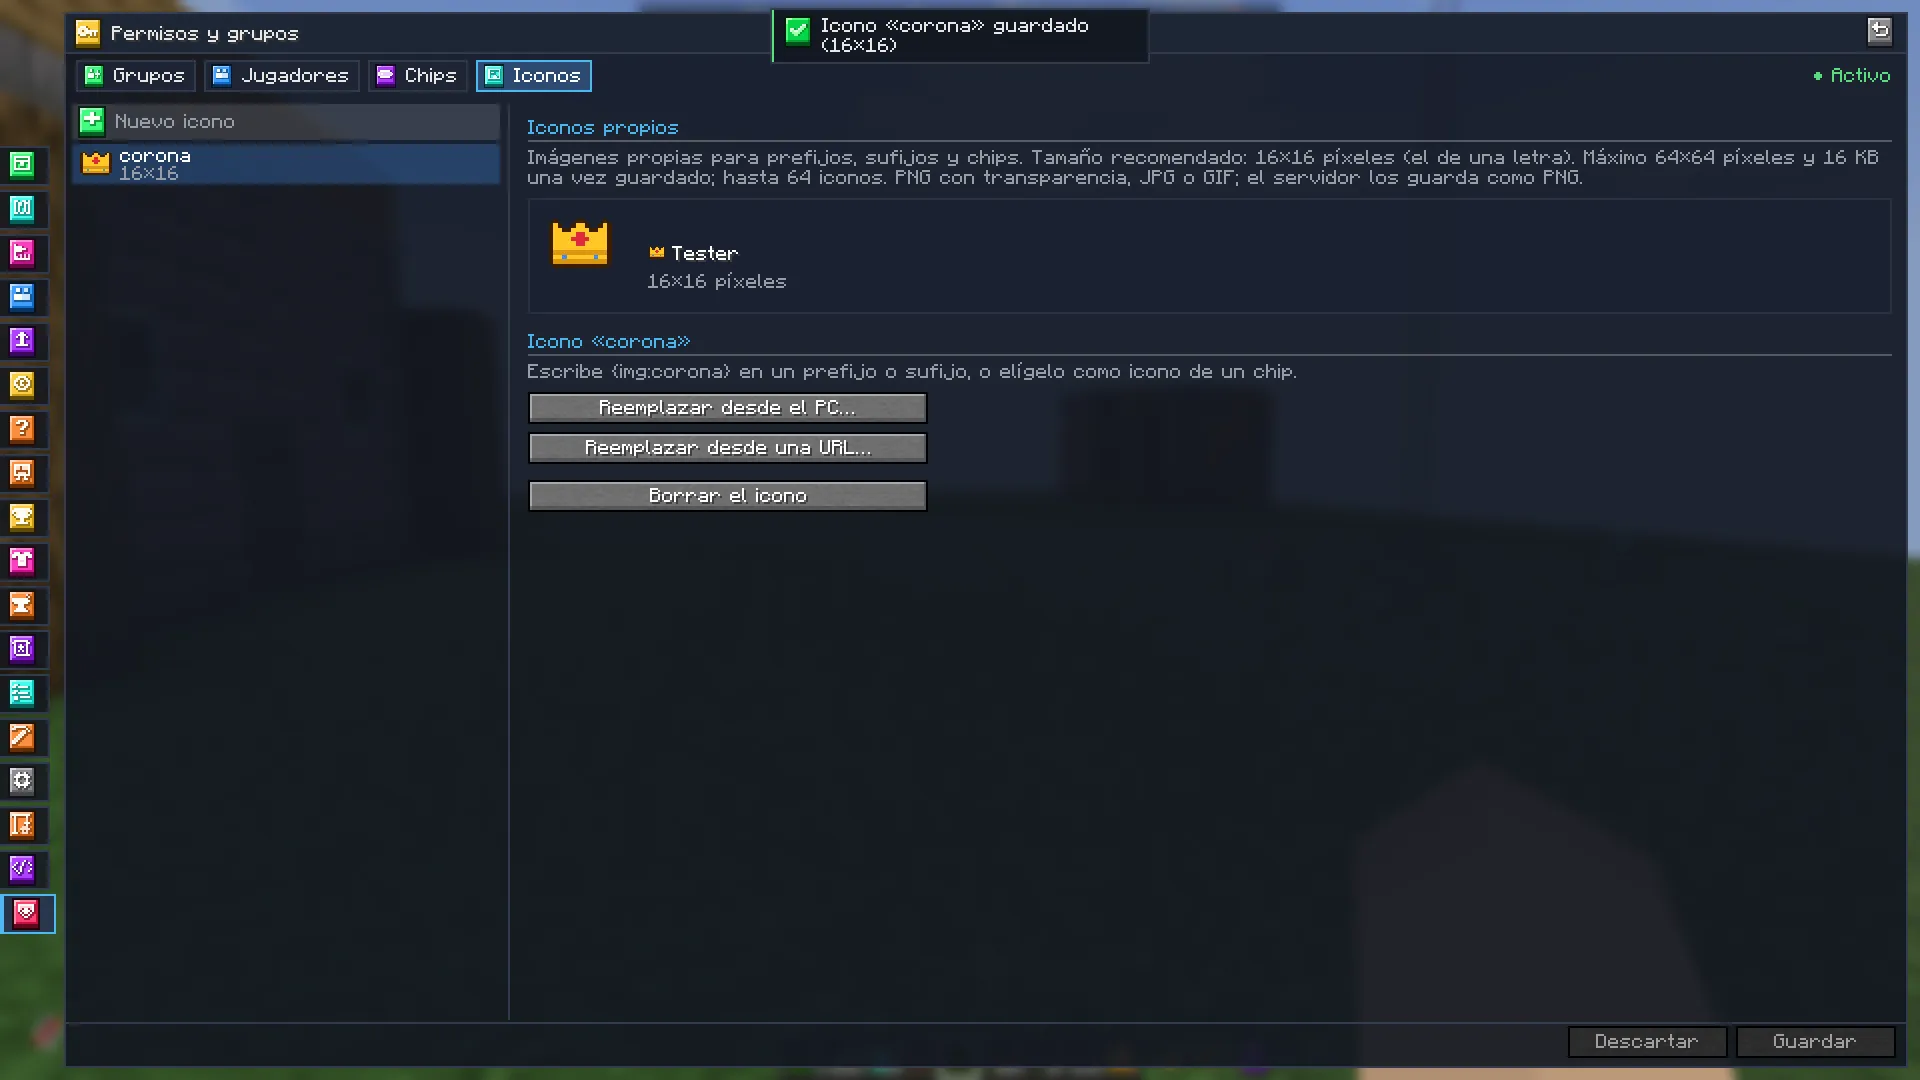 Permisos y grupos
Icono «corona» guardado
(16×16)
Grupos
Jugadores
Chips
Iconos
• Activo
Nuevo icono
corona
16×16
Iconos propios
Imágenes propias para prefijos, sufijos y chips. Tamaño recomendado: 16×16 píxeles (el de una letra). Máximo 64×64 píxeles y 16 KB
una vez guardado; hasta 64 iconos. PNG con transparencia, JPG o GIF; el servidor los guarda como PNG.
Tester
16×16 píxeles
Icono «corona»
Escribe {img:corona} en un prefijo o sufijo, o elígelo como icono de un chip.
Reemplazar desde el PC...
Reemplazar desde una URL...
Borrar el icono
Descartar
Guardar